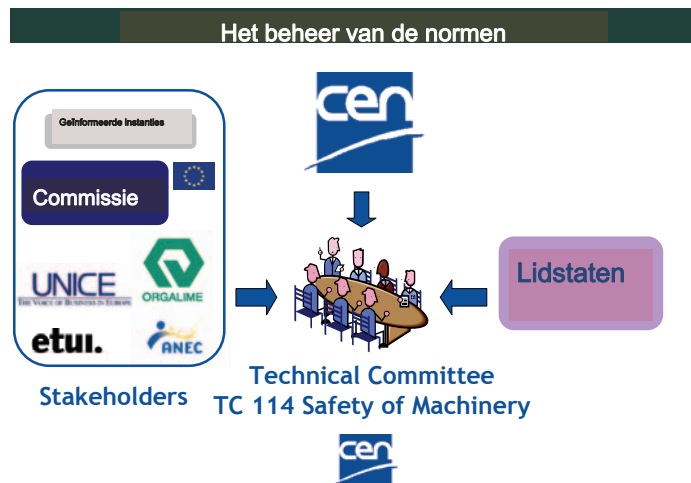 Het beheer van de normen
Geïnformeerde instanties
Commissie
UNICE
THE VOICE OF BUSINESS IN EUROPE
ORGALIME
etui.
ANEC
Stakeholders
cen
Lidstaten
Technical Committee
TC 114 Safety of Machinery
cen